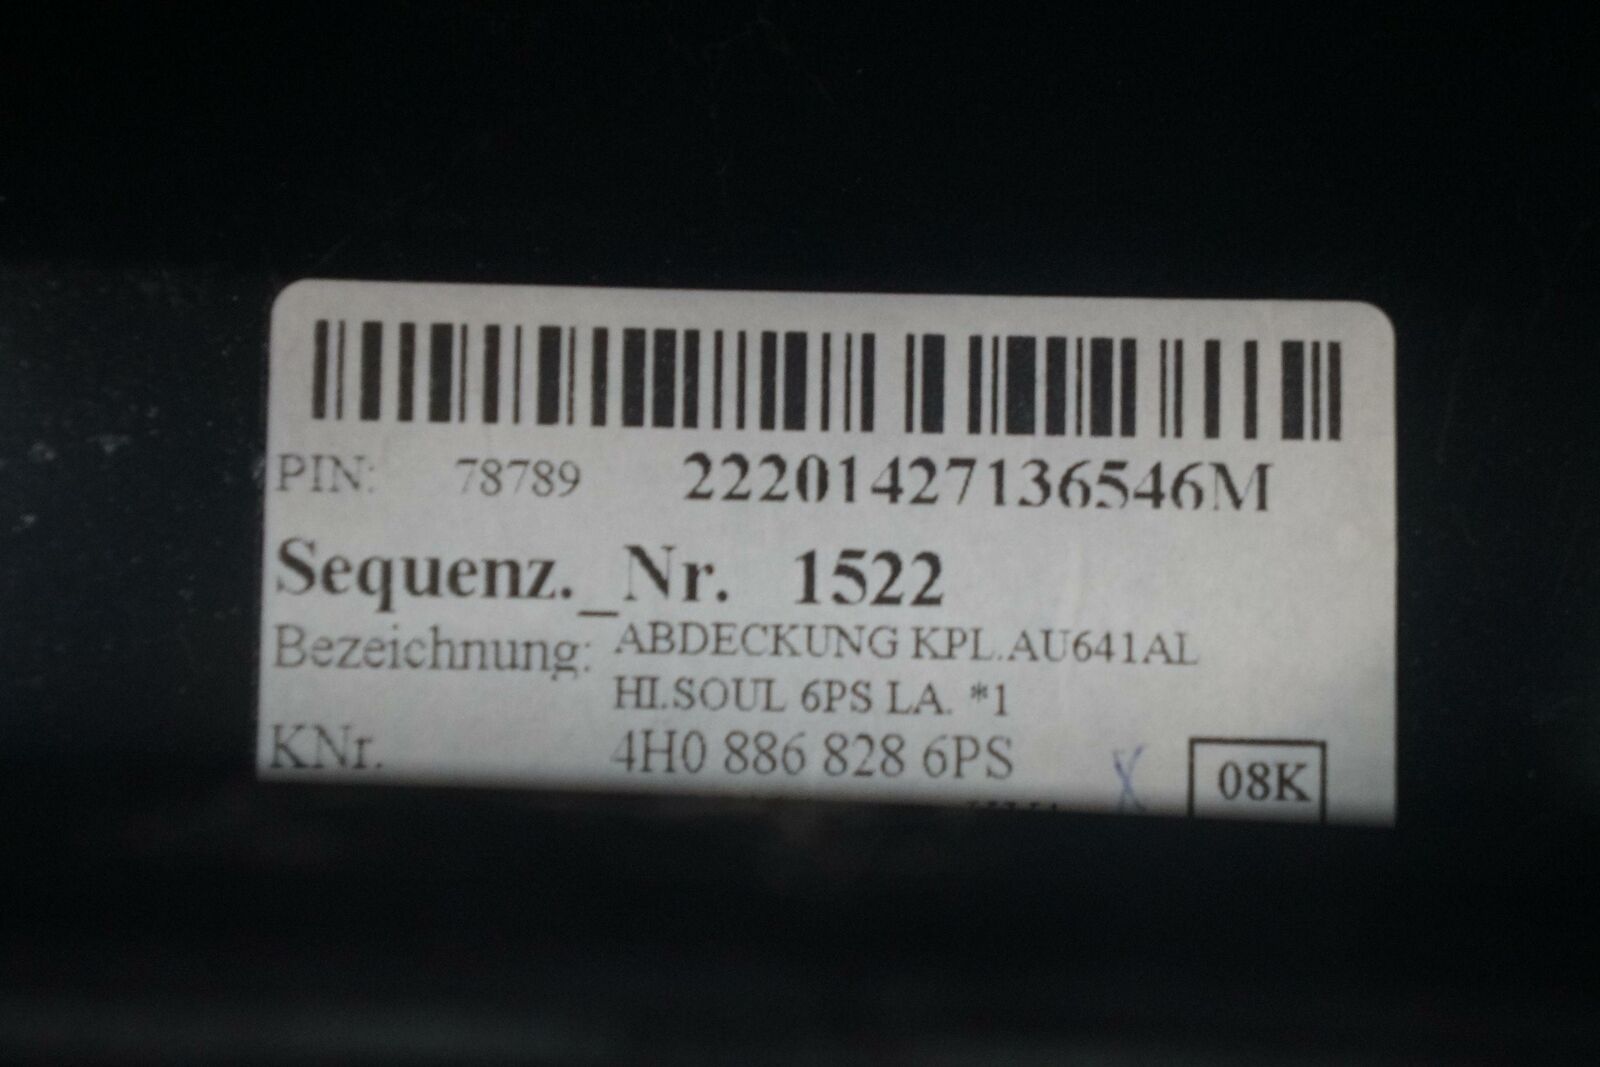 PIN: 78789 22201427136546M
Sequenz._Nr. 1522
Bezeichnung: ABDECKUNG KPL.AU641AL
HI.SOUL 6PS LA. *1
KNr. 4H0 886 828 6PS X 08K